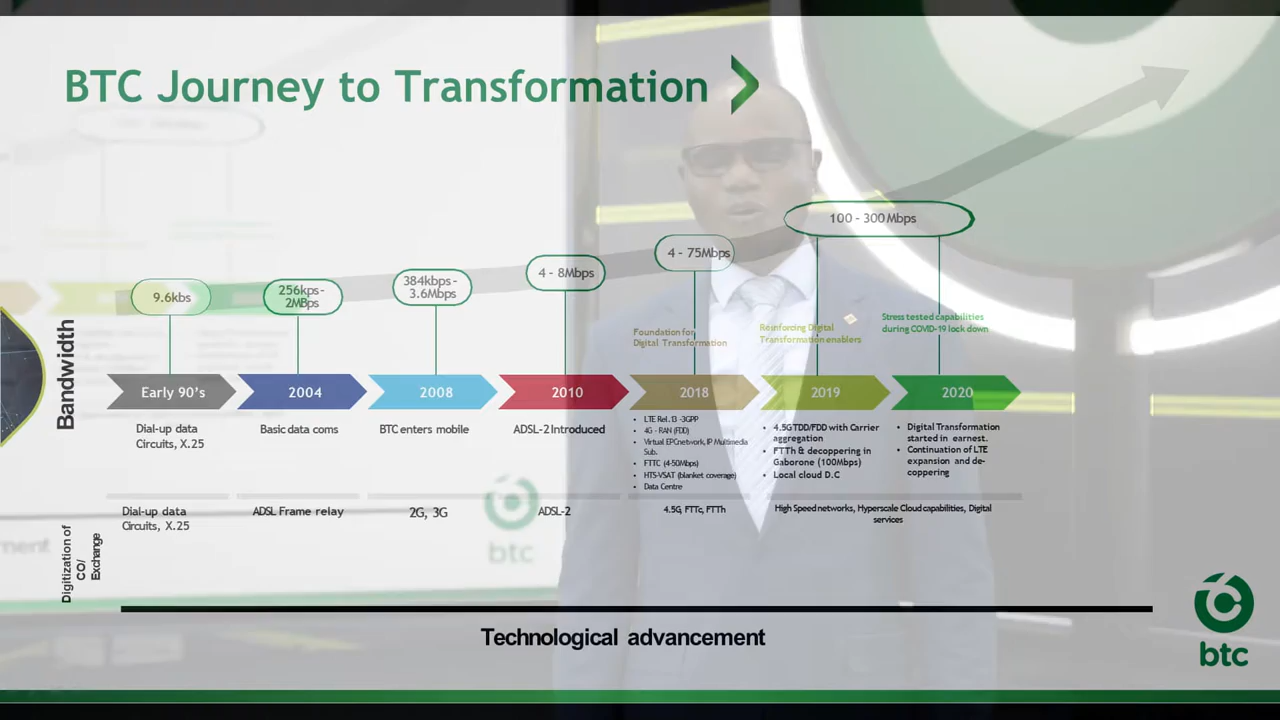 BTC Journey to Transformation
100 - 300Mbps
4 - 75Mbps
4 - 8Mbps
384kbps-
3.6Mbps
256kps-
2MBps
9.6kbs
Bandwidth
Foundation for
Digital Transformation
Reinforcing Digital
Transformation enablers
Stress tested capabilities
during COVID-19 lock down
Early 90's
2004
2008
2010
2018
2019
2020
Dial-up data
Circuits, X.25
Basic data coms
BTC enters mobile
ADSL-2 Introduced
• LTE Rel.13 -3GPP
• 4G - RAN (FDD)
• Virtual EPC network, IP Multimedia
Sub.
• FTTC (4-50Mbps)
• HTS-VSAT (blanket coverage)
• Data Centre
• 4.5G TDD/FDD with Carrier
aggregation
• FTTh & decoppering in
Gaborone (100Mbps)
• Local cloud D.C
• Digital Transformation
started in earnest.
• Continuation of LTE
expansion and de-
coppering
Digitization of
CO/
Exchange
Dial-up data
Circuits, X.25
ADSL Frame relay
2G, 3G
ADSL-2
4.5G, FTTc, FTTh
High Speed networks, Hyperscale Cloud capabilities, Digital
services
btc
Technological advancement
btc